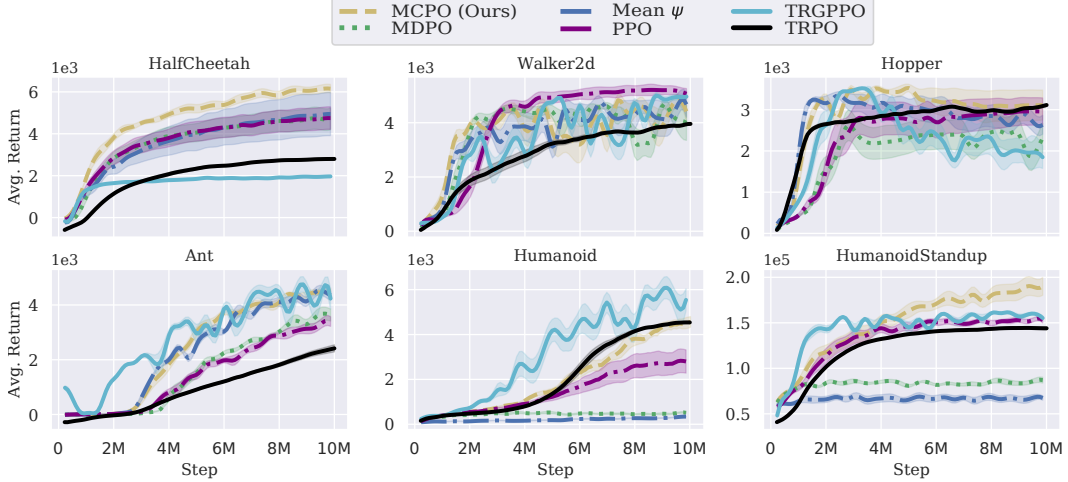 MCPO (Ours) Mean ψ TRGPPO
MDPO PPO TRPO
1e3 HalfCheetah 1e3 Walker2d 1e3 Hopper
Avg. Return
6
4
2
0
6
4
2
0
3
2
1
1e3 Ant 1e3 Humanoid 1e5 HumanoidStandup
Avg. Return
4
2
0
6
4
2
0
2.0
1.5
1.0
0.5
2M 4M 6M 8M 10M 2M 4M 6M 8M 10M 2M 4M 6M 8M 10M
Step Step Step